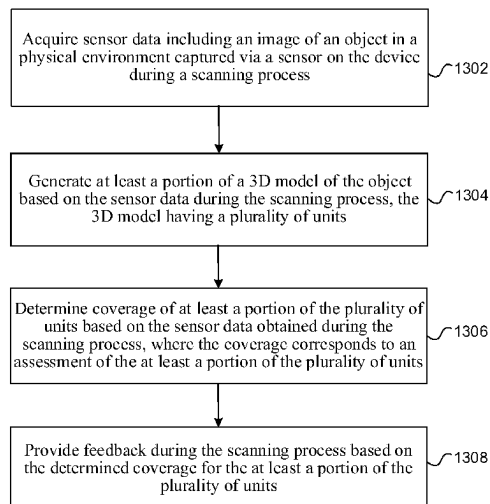 Acquire sensor data including an image of an object in a
physical environment captured via a sensor on the device
during a scanning process
1302
Generate at least a portion of a 3D model of the object
based on the sensor data during the scanning process, the
3D model having a plurality of units
1304
Determine coverage of at least a portion of the plurality of
units based on the sensor data obtained during the
scanning process, where the coverage corresponds to an
assessment of the at least a portion of the plurality of units
1306
Provide feedback during the scanning process based on
the determined coverage for the at least a portion of the
plurality of units
1308